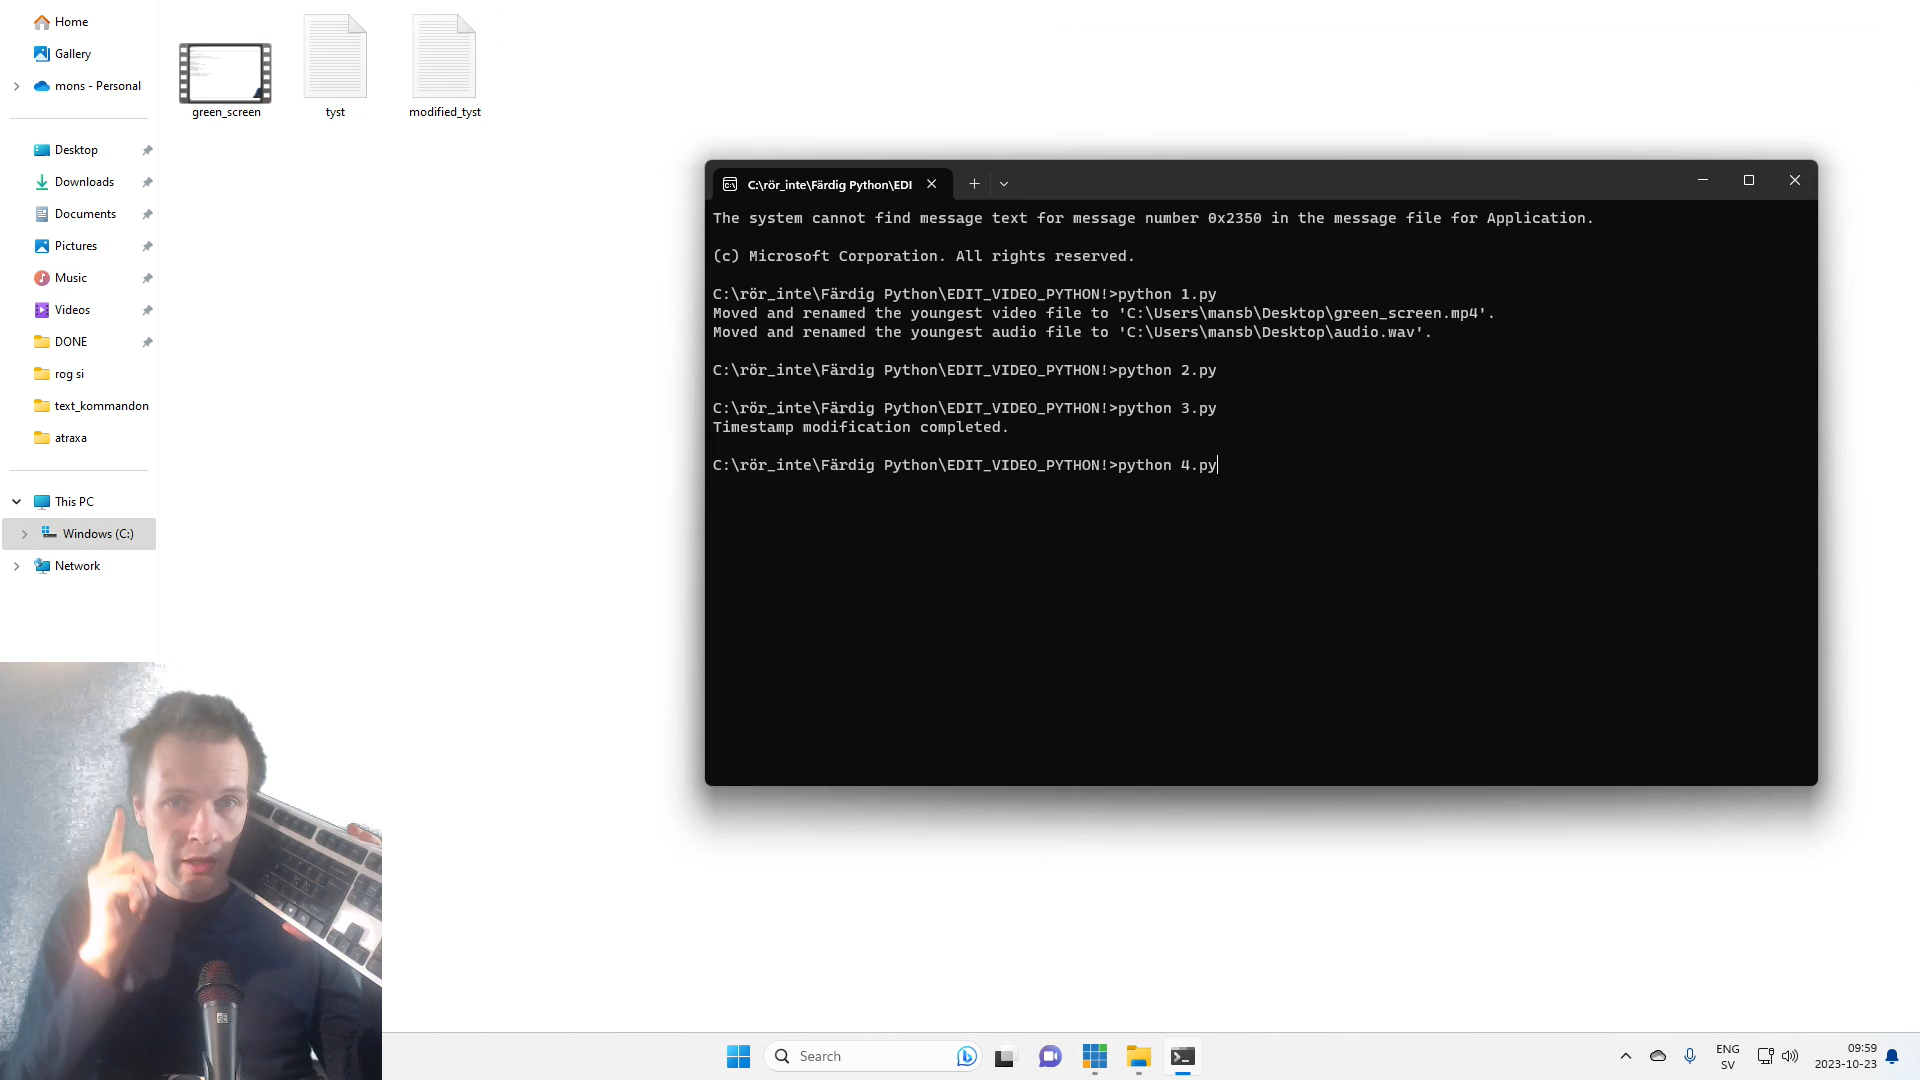 Home
Gallery
mons - Personal
Desktop
Downloads
Documents
Pictures
Music
Videos
DONE
rog si
text_kommandon
atraxa
This PC
Windows (C:)
Network
green_screen
tyst
modified_tyst
C:\rör_inte\Färdig Python\EDI
The system cannot find message text for message number 0x2350 in the message file for Application.
(c) Microsoft Corporation. All rights reserved.
C:\rör_inte\Färdig Python\EDIT_VIDEO_PYTHON!>python 1.py
Moved and renamed the youngest video file to 'C:\Users\mansb\Desktop\green_screen.mp4'.
Moved and renamed the youngest audio file to 'C:\Users\mansb\Desktop\audio.wav'.
C:\rör_inte\Färdig Python\EDIT_VIDEO_PYTHON!>python 2.py
C:\rör_inte\Färdig Python\EDIT_VIDEO_PYTHON!>python 3.py
Timestamp modification completed.
C:\rör_inte\Färdig Python\EDIT_VIDEO_PYTHON!>python 4.py
sE
Search
ENG
SV
09:59
2023-10-23